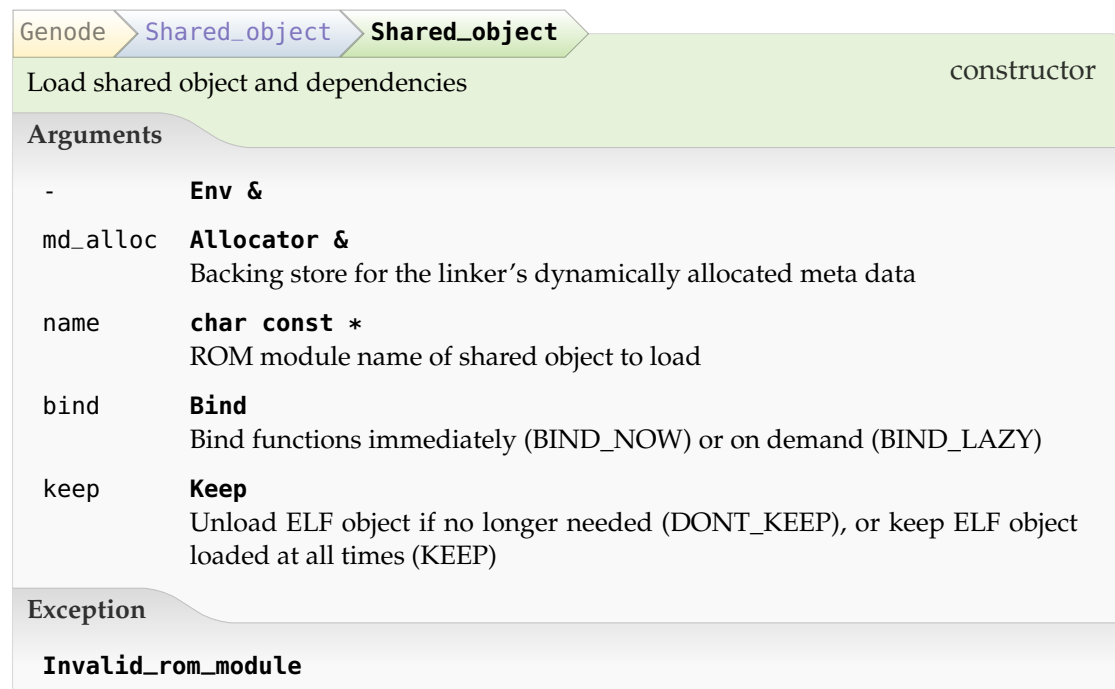 Genode Shared_object Shared_object
constructor
Load shared object and dependencies
Arguments
- Env &
md_alloc Allocator &
Backing store for the linker’s dynamically allocated meta data
name char const *
ROM module name of shared object to load
bind Bind
Bind functions immediately (BIND_NOW) or on demand (BIND_LAZY)
keep Keep
Unload ELF object if no longer needed (DONT_KEEP), or keep ELF object
loaded at all times (KEEP)
Exception
Invalid_rom_module